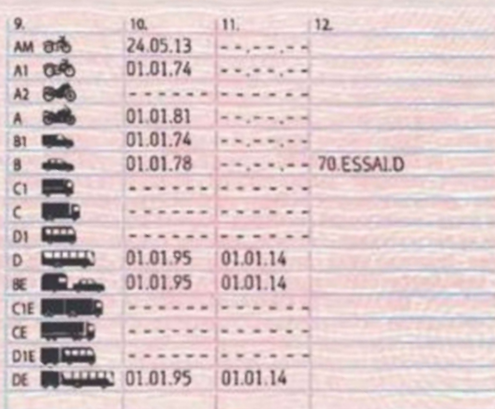 9. 10. 11. 12.
AM 24.05.13 --.--.--
A1 01.01.74 --.--.--
A2 ------ ------
A 01.01.81 --.--.--
B1 01.01.74 --.--.--
B 01.01.78 --.--.-- 70.ESSAI.D
C1 ------ ------
C ------ ------
D1 ------ ------
D 01.01.95 01.01.14
BE 01.01.95 01.01.14
C1E ------ ------
CE ------ ------
D1E ------ ------
DE 01.01.95 01.01.14